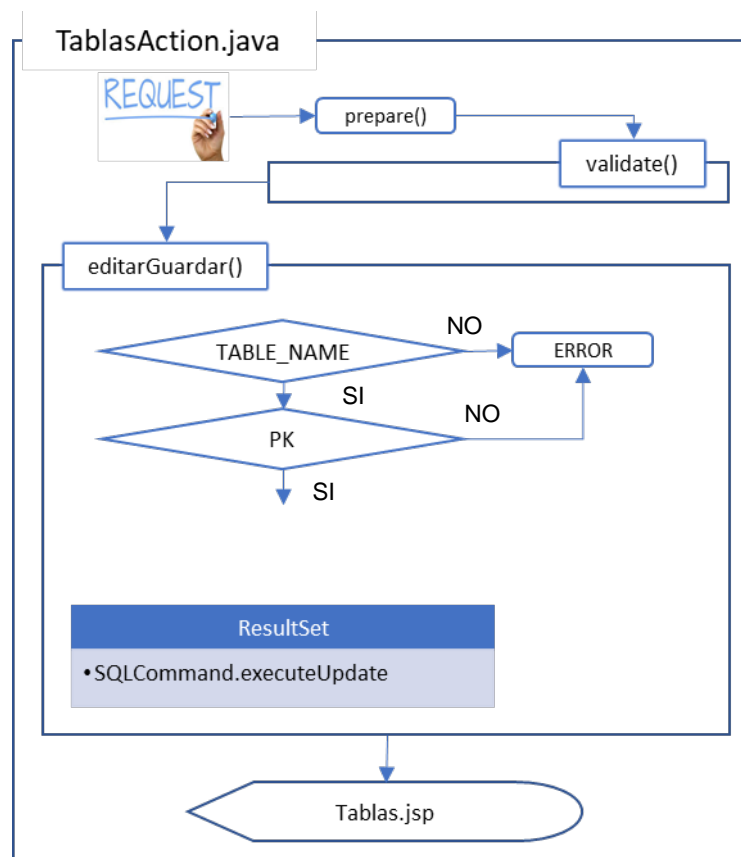 TablasAction.java
REQUEST
prepare()
validate()
editarGuardar()
NO
TABLE_NAME
ERROR
SI
NO
PK
SI
ResultSet
•SQLCommand.executeUpdate
Tablas.jsp